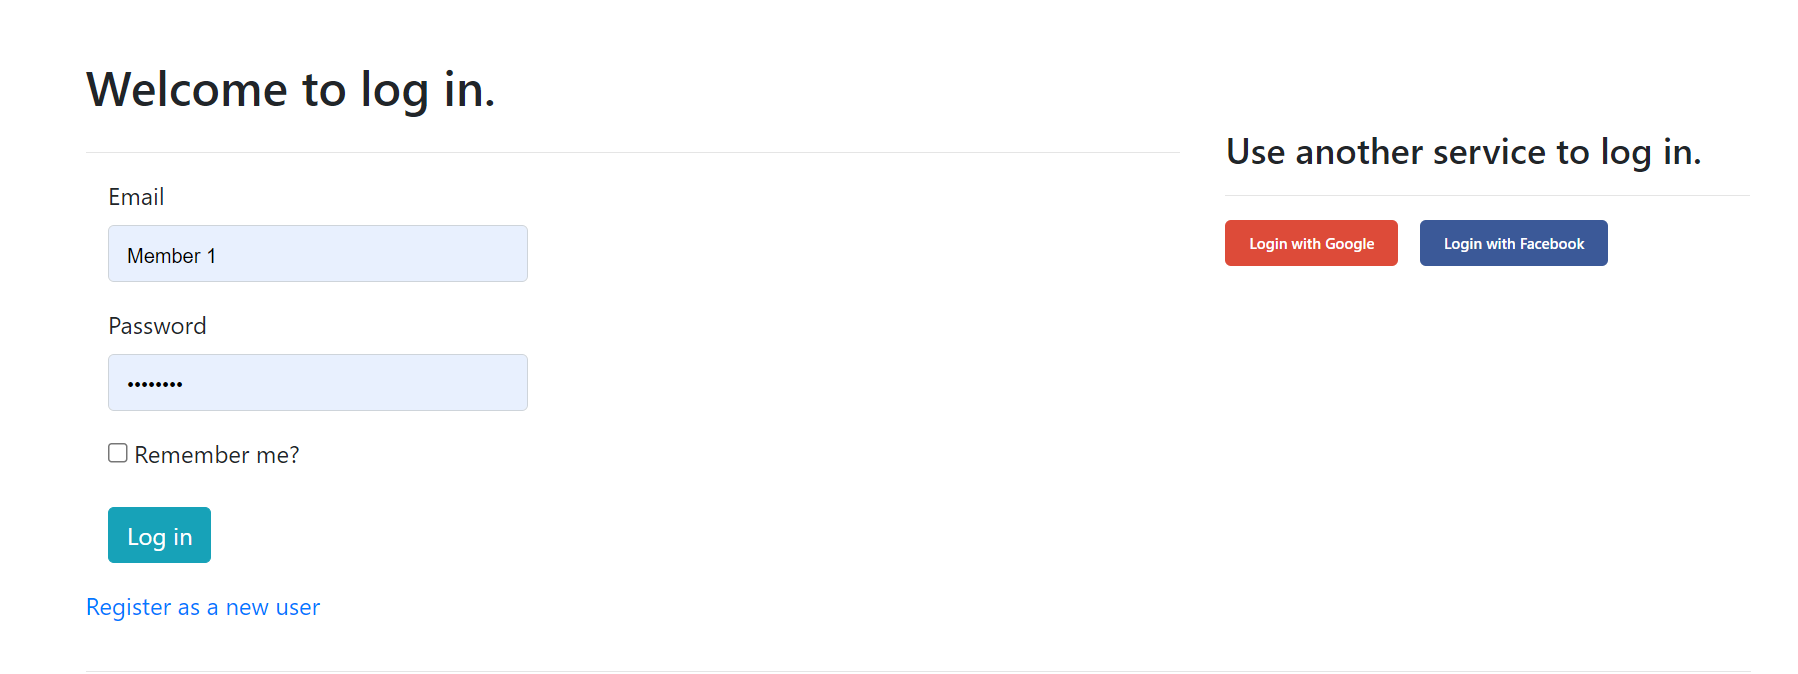 Welcome to log in.
Email
Member 1
Password
••••••••
Remember me?
Log in
Register as a new user
Use another service to log in.
Login with Google
Login with Facebook